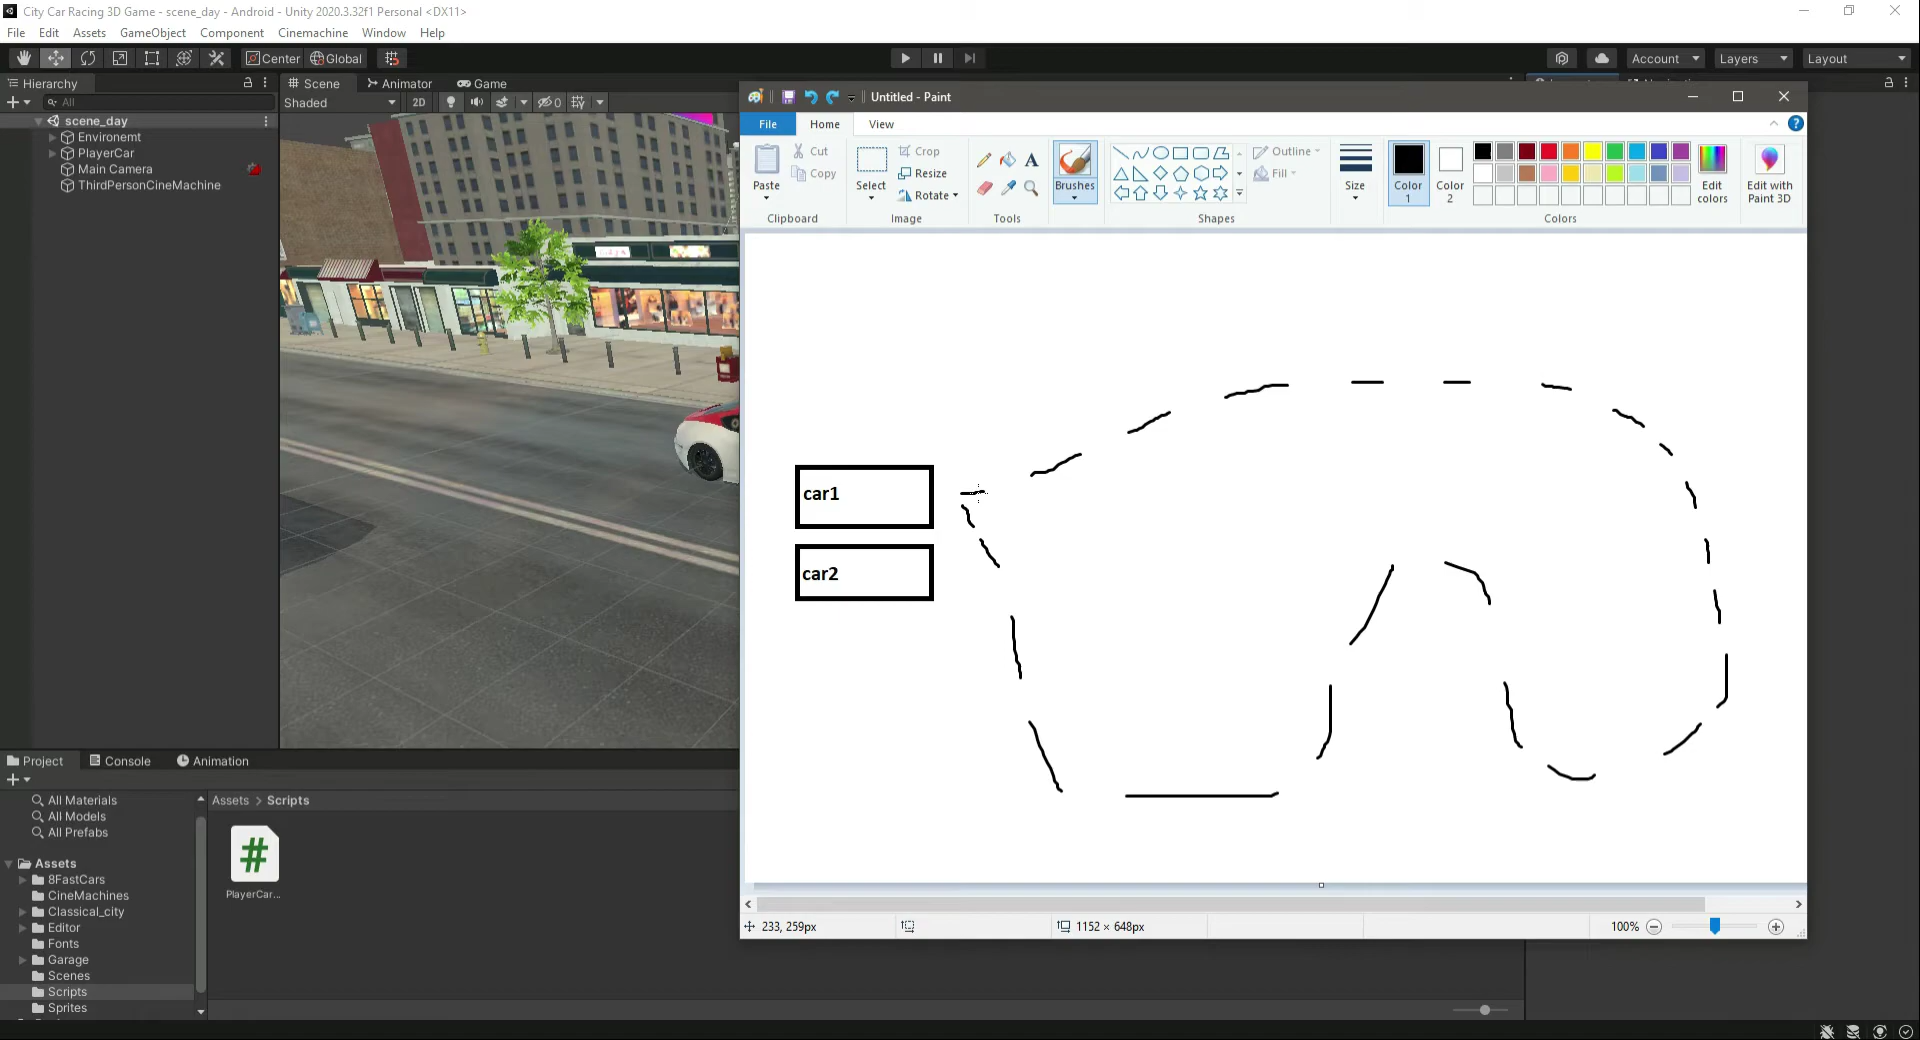 City Car Racing 3D Game - scene_day - Android - Unity 2020.3.32f1 Personal <DX11>
File Edit Assets GameObject Component Cinemachine Window Help
Center Global Account Layers Layout
Hierarchy Scene Animator Game
All Shaded 2D 0
scene_day
Environemt
PlayerCar
Main Camera
ThirdPersonCineMachine
Untitled - Paint
File Home View
Paste Cut Copy
Clipboard
Select Crop Resize Rotate
Image
A
Tools
Brushes
Outline
Fill
Shapes
Size
Color 1
Color 2
Edit colors
Edit with Paint 3D
Colors
car1
car2
233, 259px 1152 × 648px 100%
Project Console Animation
All Materials
All Models
All Prefabs
Assets
8FastCars
CineMachines
Classical_city
Editor
Fonts
Garage
Scenes
Scripts
Sprites
Assets > Scripts
#
PlayerCar...